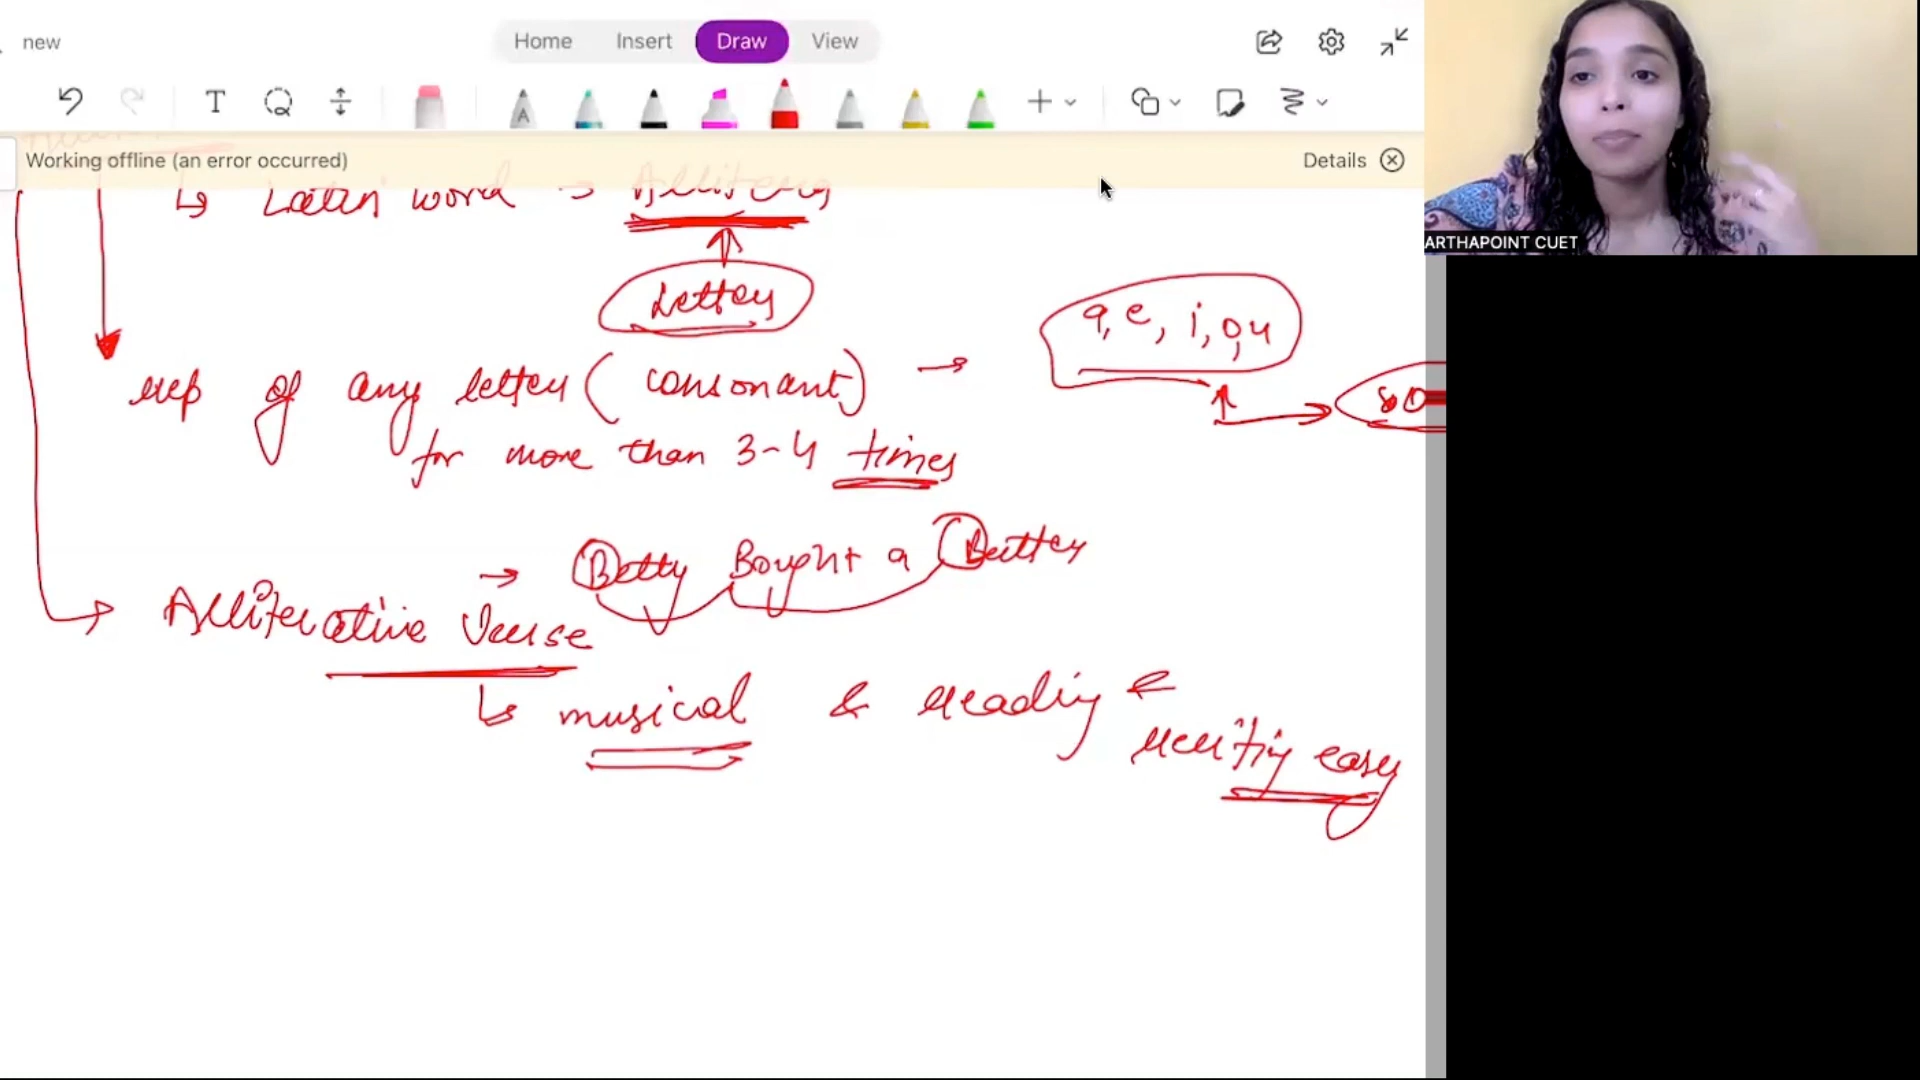 new
Home Insert Draw View
T
A
Working offline (an error occurred) Details
ARTHAPOINT CUET
↳ Latin word →
Letter
a, e, i, o, u
rep of any letter (consonant) →
for more than 3-4 times
→ Betty Bought a Butter
Alliterative Verse
↳ musical & reading &
reciting easy